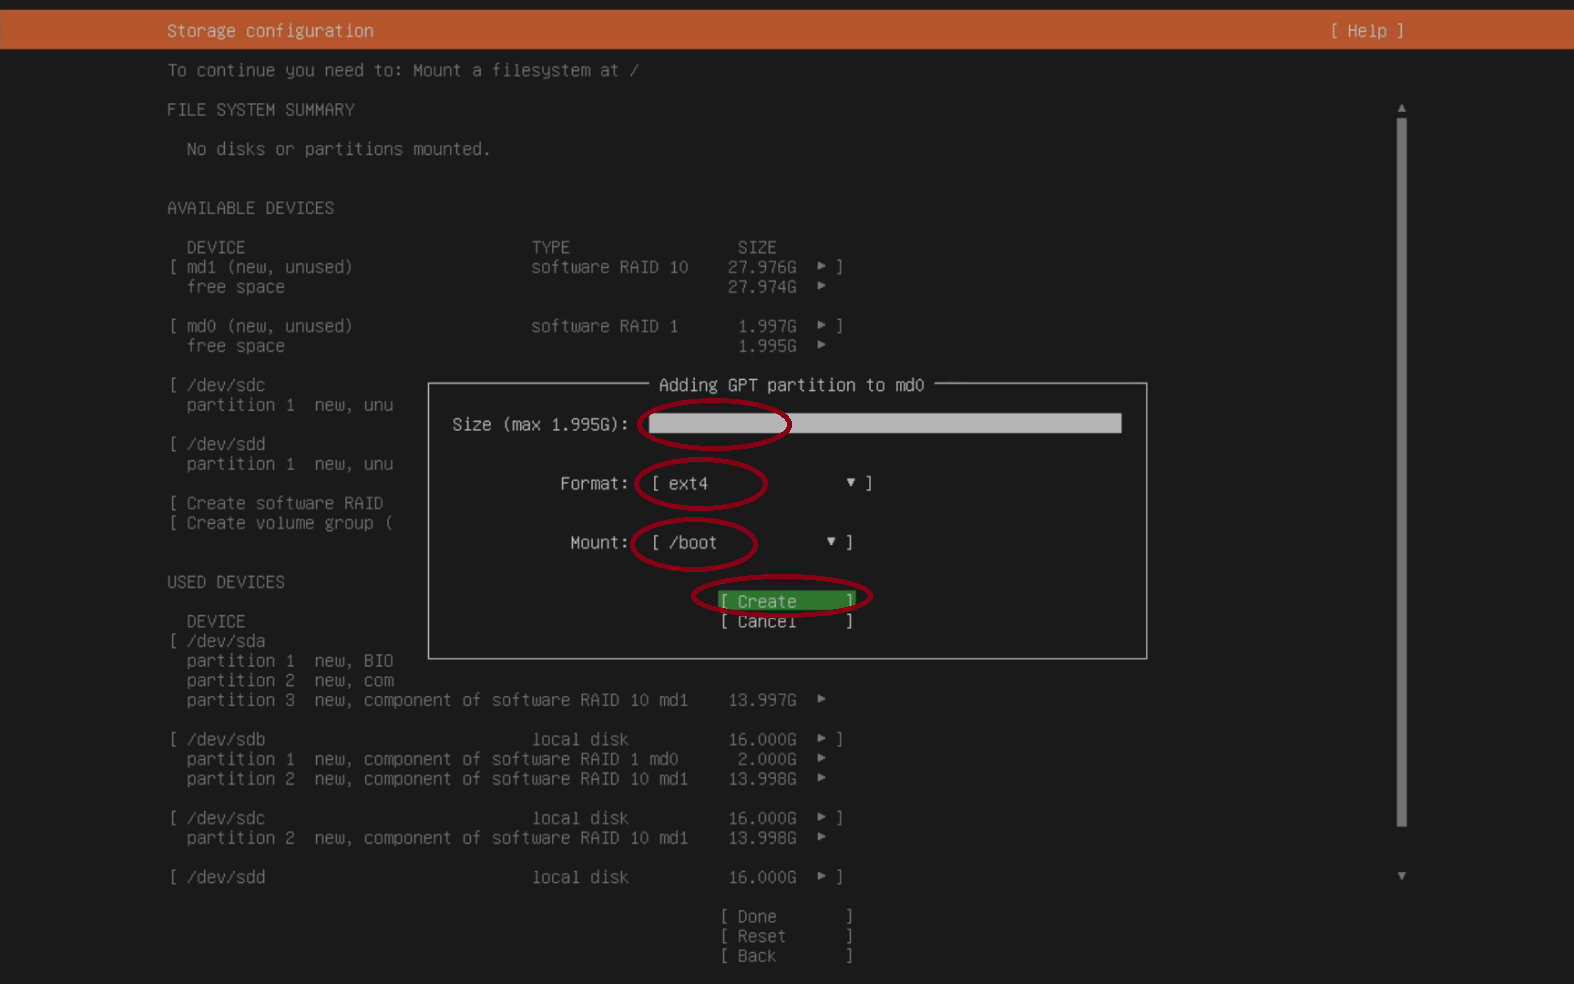 Storage configuration [ Help ]
To continue you need to: Mount a filesystem at /
FILE SYSTEM SUMMARY
No disks or partitions mounted.
AVAILABLE DEVICES
DEVICE TYPE SIZE
[ md1 (new, unused) software RAID 10 27.976G ▸ ]
free space 27.974G ▸
[ md0 (new, unused) software RAID 1 1.997G ▸ ]
free space 1.995G ▸
[ /dev/sdc
partition 1 new, unu
[ /dev/sdd
partition 1 new, unu
[ Create software RAID
[ Create volume group (
Adding GPT partition to md0
Size (max 1.995G):
Format: [ ext4 ▾ ]
Mount: [ /boot ▾ ]
[ Create ]
[ Cancel ]
USED DEVICES
DEVICE
[ /dev/sda
partition 1 new, BIO
partition 2 new, com
partition 3 new, component of software RAID 10 md1 13.997G ▸
[ /dev/sdb local disk 16.000G ▸ ]
partition 1 new, component of software RAID 1 md0 2.000G ▸
partition 2 new, component of software RAID 10 md1 13.998G ▸
[ /dev/sdc local disk 16.000G ▸ ]
partition 2 new, component of software RAID 10 md1 13.998G ▸
[ /dev/sdd local disk 16.000G ▸ ]
[ Done ]
[ Reset ]
[ Back ]